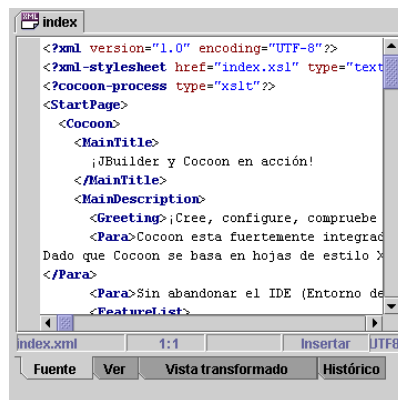 XML index
<?xml version="1.0" encoding="UTF-8"?>
<?xml-stylesheet href="index.xsl" type="text
<?cocoon-process type="xslt"?>
<StartPage>
<Cocoon>
<MainTitle>
¡JBuilder y Cocoon en acción!
</MainTitle>
<MainDescription>
<Greeting>¡Cree, configure, compruebe
<Para>Cocoon esta fuertemente integrad
Dado que Cocoon se basa en hojas de estilo X
</Para>
<Para>Sin abandonar el IDE (Entorno de
<FeatureList>
index.xml 1:1 Insertar UTF8
Fuente Ver Vista transformado Histórico